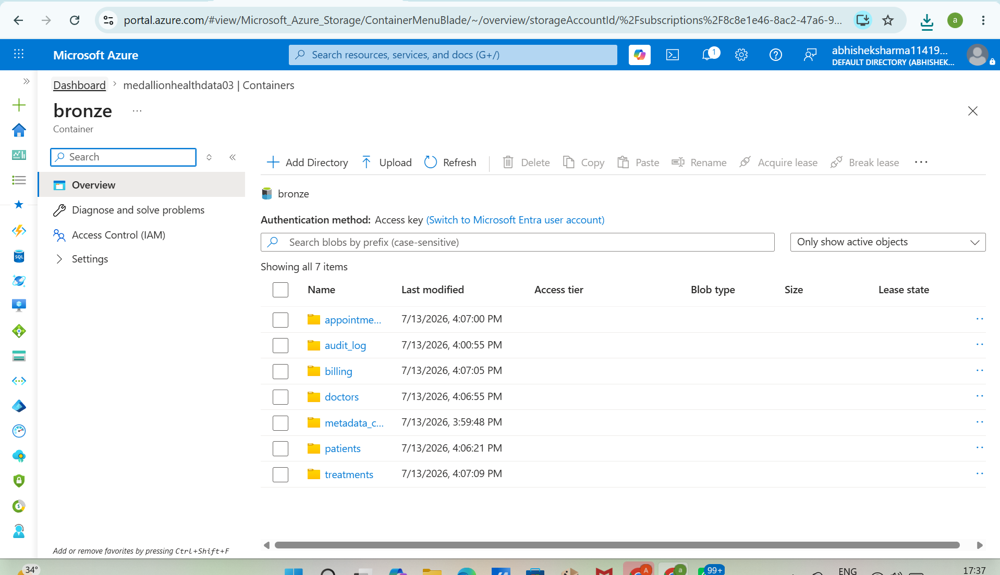 portal.azure.com/#view/Microsoft_Azure_Storage/ContainerMenuBlade/~/overview/storageAccountId/%2Fsubscriptions%2F8c8e1e46-8ac2-47a6-9...
a
Microsoft Azure
Search resources, services, and docs (G+/)
1
abhisheksharma11419...
DEFAULT DIRECTORY (ABHISHEK...
Dashboard > medallionhealthdata03 | Containers
bronze ...
Container
Search
Overview
Diagnose and solve problems
Access Control (IAM)
Settings
Add Directory Upload Refresh Delete Copy Paste Rename Acquire lease Break lease ...
bronze
Authentication method: Access key (Switch to Microsoft Entra user account)
Search blobs by prefix (case-sensitive)
Only show active objects
Showing all 7 items
Name Last modified Access tier Blob type Size Lease state
appointme... 7/13/2026, 4:07:00 PM
audit_log 7/13/2026, 4:00:55 PM
billing 7/13/2026, 4:07:05 PM
doctors 7/13/2026, 4:06:55 PM
metadata_c... 7/13/2026, 3:59:48 PM
patients 7/13/2026, 4:06:21 PM
treatments 7/13/2026, 4:07:09 PM
SQL
Add or remove favorites by pressing Ctrl+Shift+F
34°
A
a
99+
ENG
17:37